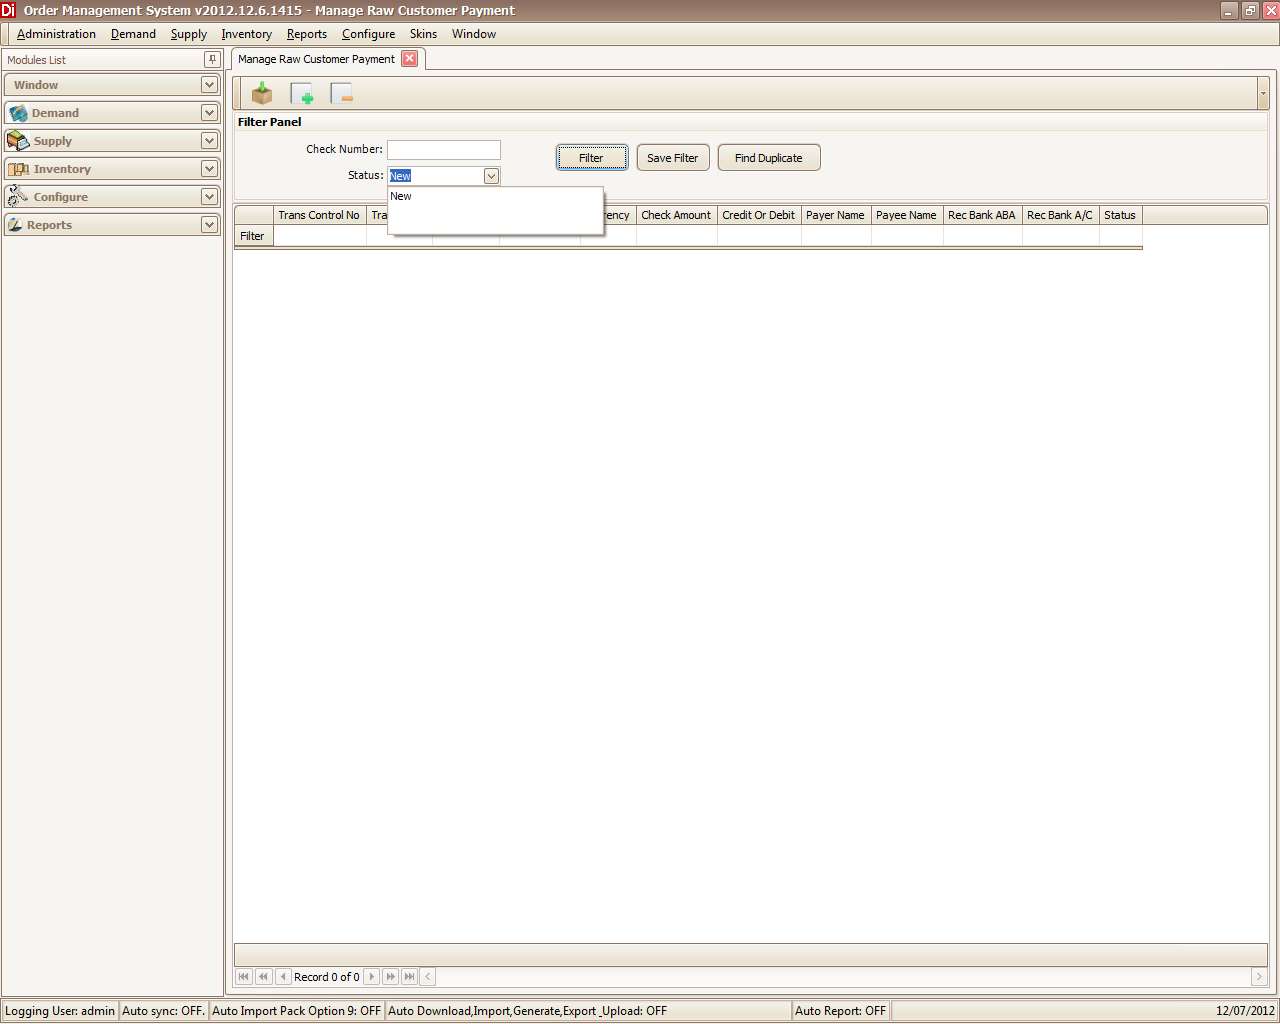 Di Order Management System v2012.12.6.1415 - Manage Raw Customer Payment
Administration Demand Supply Inventory Reports Configure Skins Window
Modules List
Manage Raw Customer Payment
Window
Demand
Supply
Inventory
Configure
Reports
Filter Panel
Check Number:
Filter Save Filter Find Duplicate
Status: New
New
Trans Control No Tra rency Check Amount Credit Or Debit Payer Name Payee Name Rec Bank ABA Rec Bank A/C Status
Filter
Record 0 of 0
Logging User: admin Auto sync: OFF. Auto Import Pack Option 9: OFF Auto Download,Import,Generate,Export_Upload: OFF Auto Report: OFF 12/07/2012